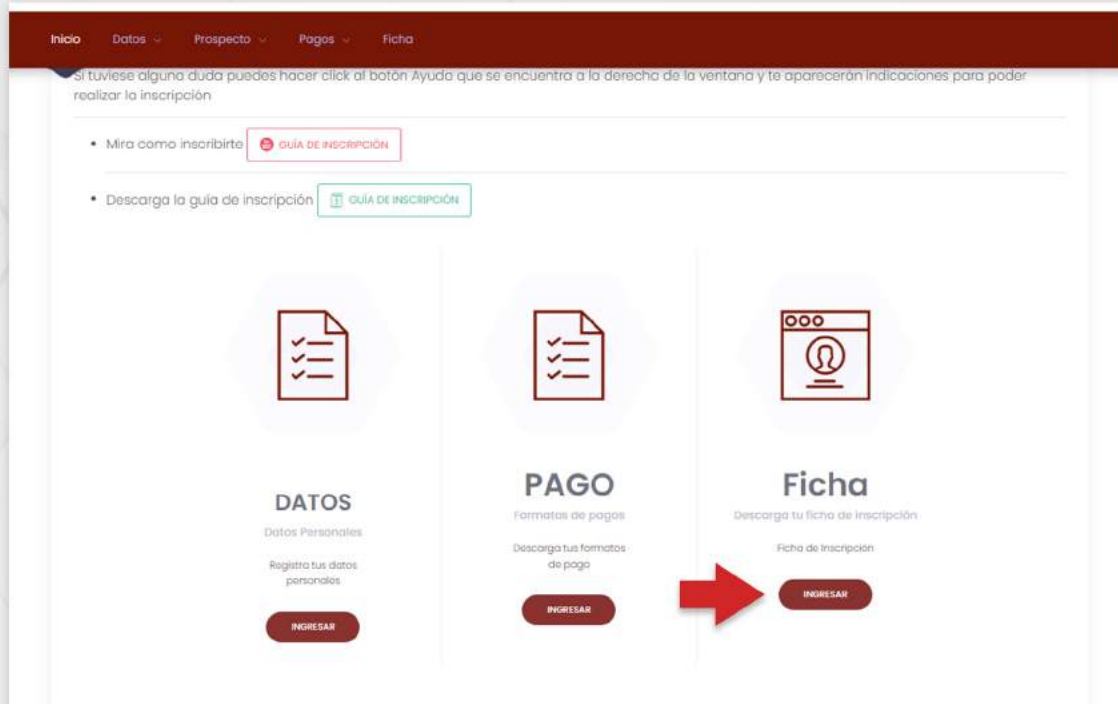 Inicio Datos Prospecto Pagos Ficha
Si tuviese alguna duda puedes hacer click al botón Ayuda que se encuentra a la derecha de la ventana y te aparecerán indicaciones para poder
realizar la inscripción
Mira como inscribirte GUÍA DE INSCRIPCIÓN
Descarga la guía de inscripción GUÍA DE INSCRIPCIÓN
DATOS
Datos Personales
Registra tus datos
personales
INGRESAR
PAGO
Formatos de pagos
Descarga tus formatos
de pago
INGRESAR
Ficha
Descarga tu ficha de inscripción
Ficha de Inscripción
INGRESAR